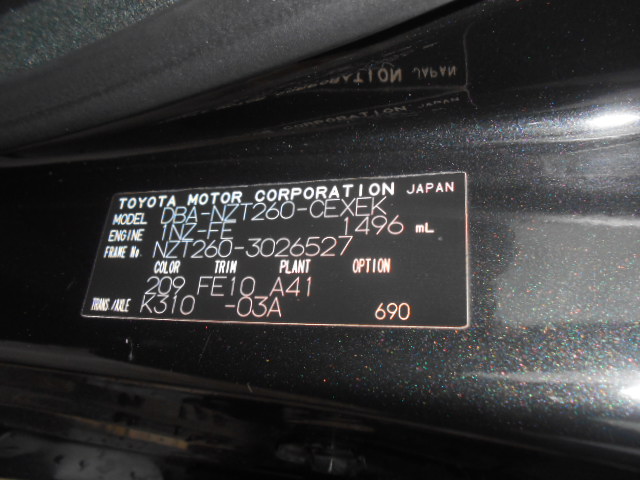 TOYOTA MOTOR CORPORATION JAPAN
MODEL DBA-NZT260-CEXEK
ENGINE 1NZ-FE 1496 mL
FRAME No. NZT260-3026527
COLOR TRIM PLANT OPTION
209 FE10 A41
TRANS/AXLE K310 -03A 690